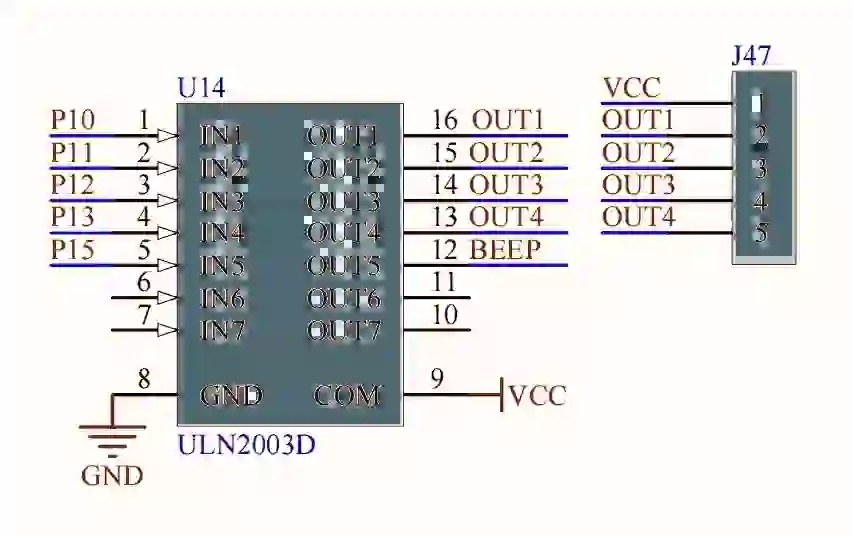 J47
U14
VCC
1
P10 1 IN1 OUT1 16 OUT1 OUT1 2
P11 2 IN2 OUT2 15 OUT2 OUT2 3
P12 3 IN3 OUT3 14 OUT3 OUT3 4
P13 4 IN4 OUT4 13 OUT4 OUT4 5
P15 5 IN5 OUT5 12 BEEP
6 IN6 OUT6 11
7 IN7 OUT7 10
8 GND COM 9 VCC
ULN2003D
GND